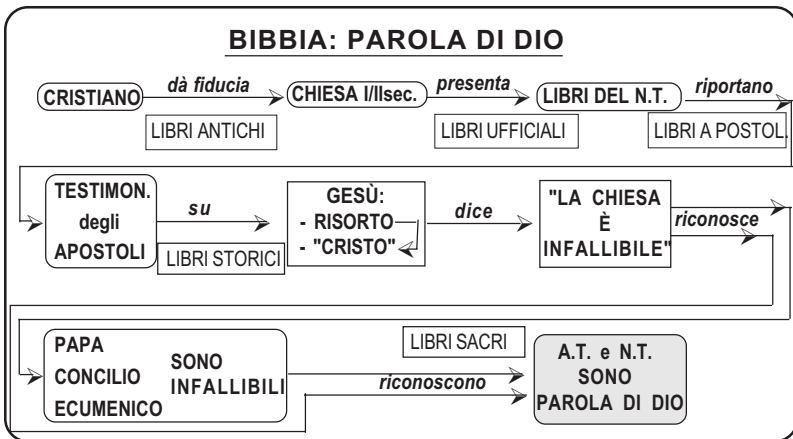 BIBBIA: PAROLA DI DIO
CRISTIANO
dà fiducia
CHIESA I/IIsec.
presenta
LIBRI DEL N.T.
riportano
LIBRI ANTICHI
LIBRI UFFICIALI
LIBRI A POSTOL.
TESTIMON.
degli
APOSTOLI
su
LIBRI STORICI
GESÙ:
- RISORTO
- "CRISTO"
dice
"LA CHIESA
È
INFALLIBILE"
riconosce
PAPA
CONCILIO
ECUMENICO
SONO
INFALLIBILI
LIBRI SACRI
riconoscono
A.T. e N.T.
SONO
PAROLA DI DIO